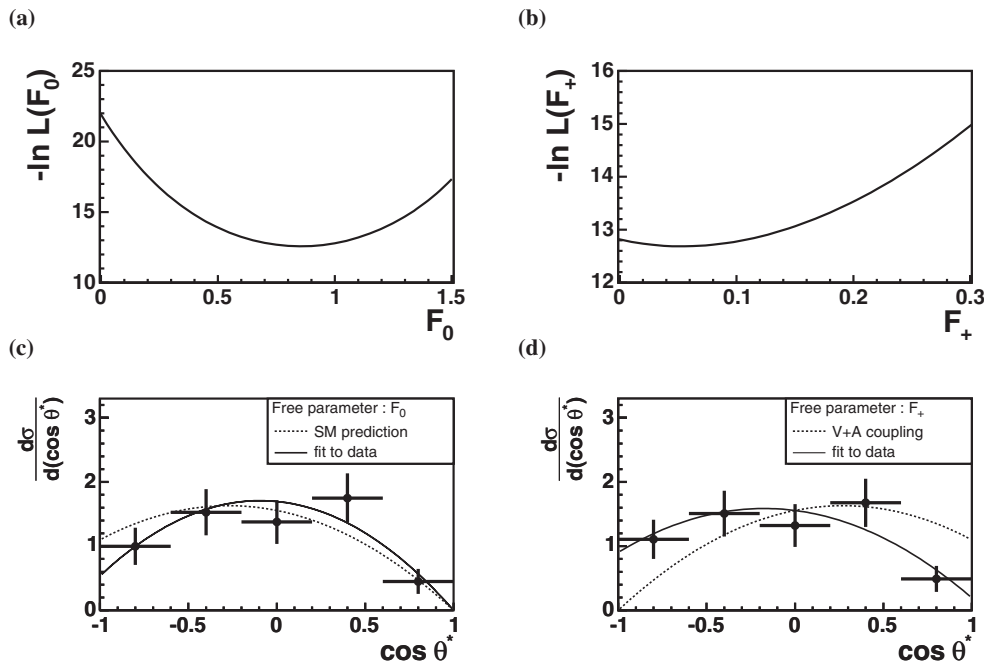 (a)
(b)
-ln L(F₀)
25
20
15
10
0
0.5
1
1.5
F₀
-ln L(F₊)
16
15
14
13
12
0
0.1
0.2
0.3
F₊
(c)
(d)
dσ
d(cos θ*)
3
2
1
0
-1
-0.5
0
0.5
1
cos θ*
Free parameter : F₀
SM prediction
fit to data
dσ
d(cos θ*)
3
2
1
0
-1
-0.5
0
0.5
1
cos θ*
Free parameter : F₊
V+A coupling
fit to data